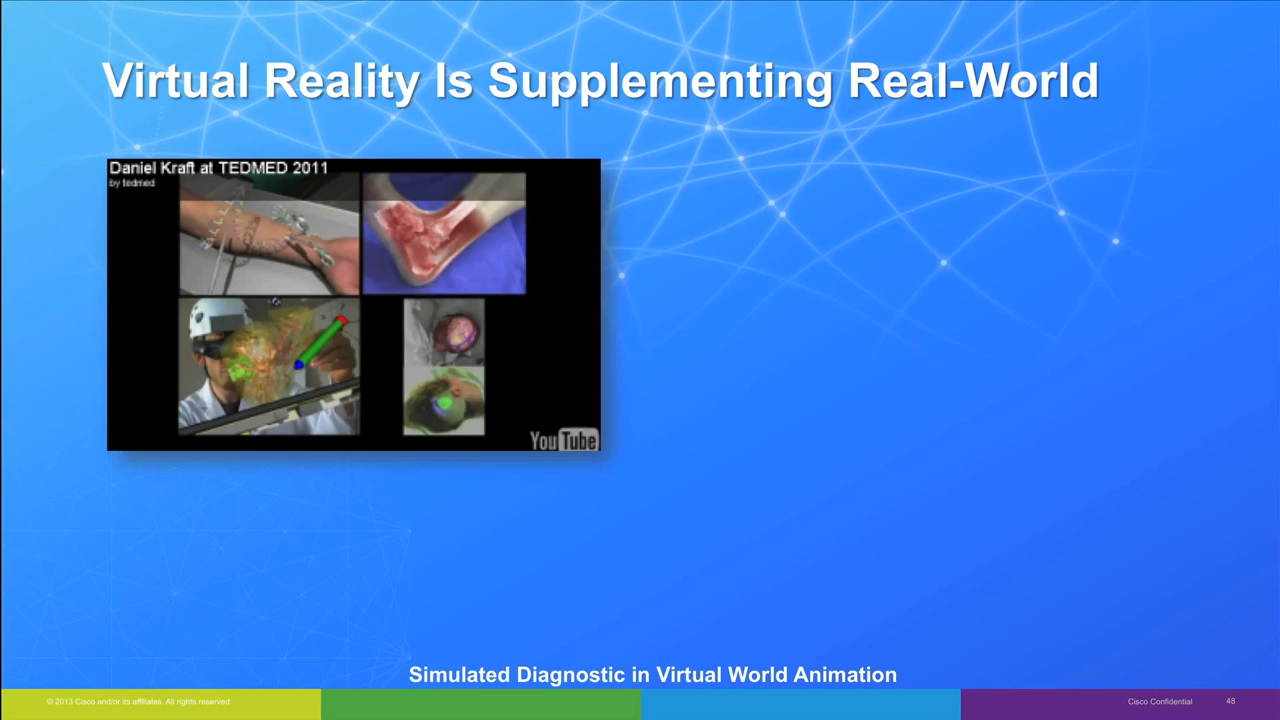 Virtual Reality Is Supplementing Real-World
Daniel Kraft at TEDMED 2011
by tedmed
YouTube
Simulated Diagnostic in Virtual World Animation
© 2013 Cisco and/or its affiliates. All rights reserved.
Cisco Confidential
48